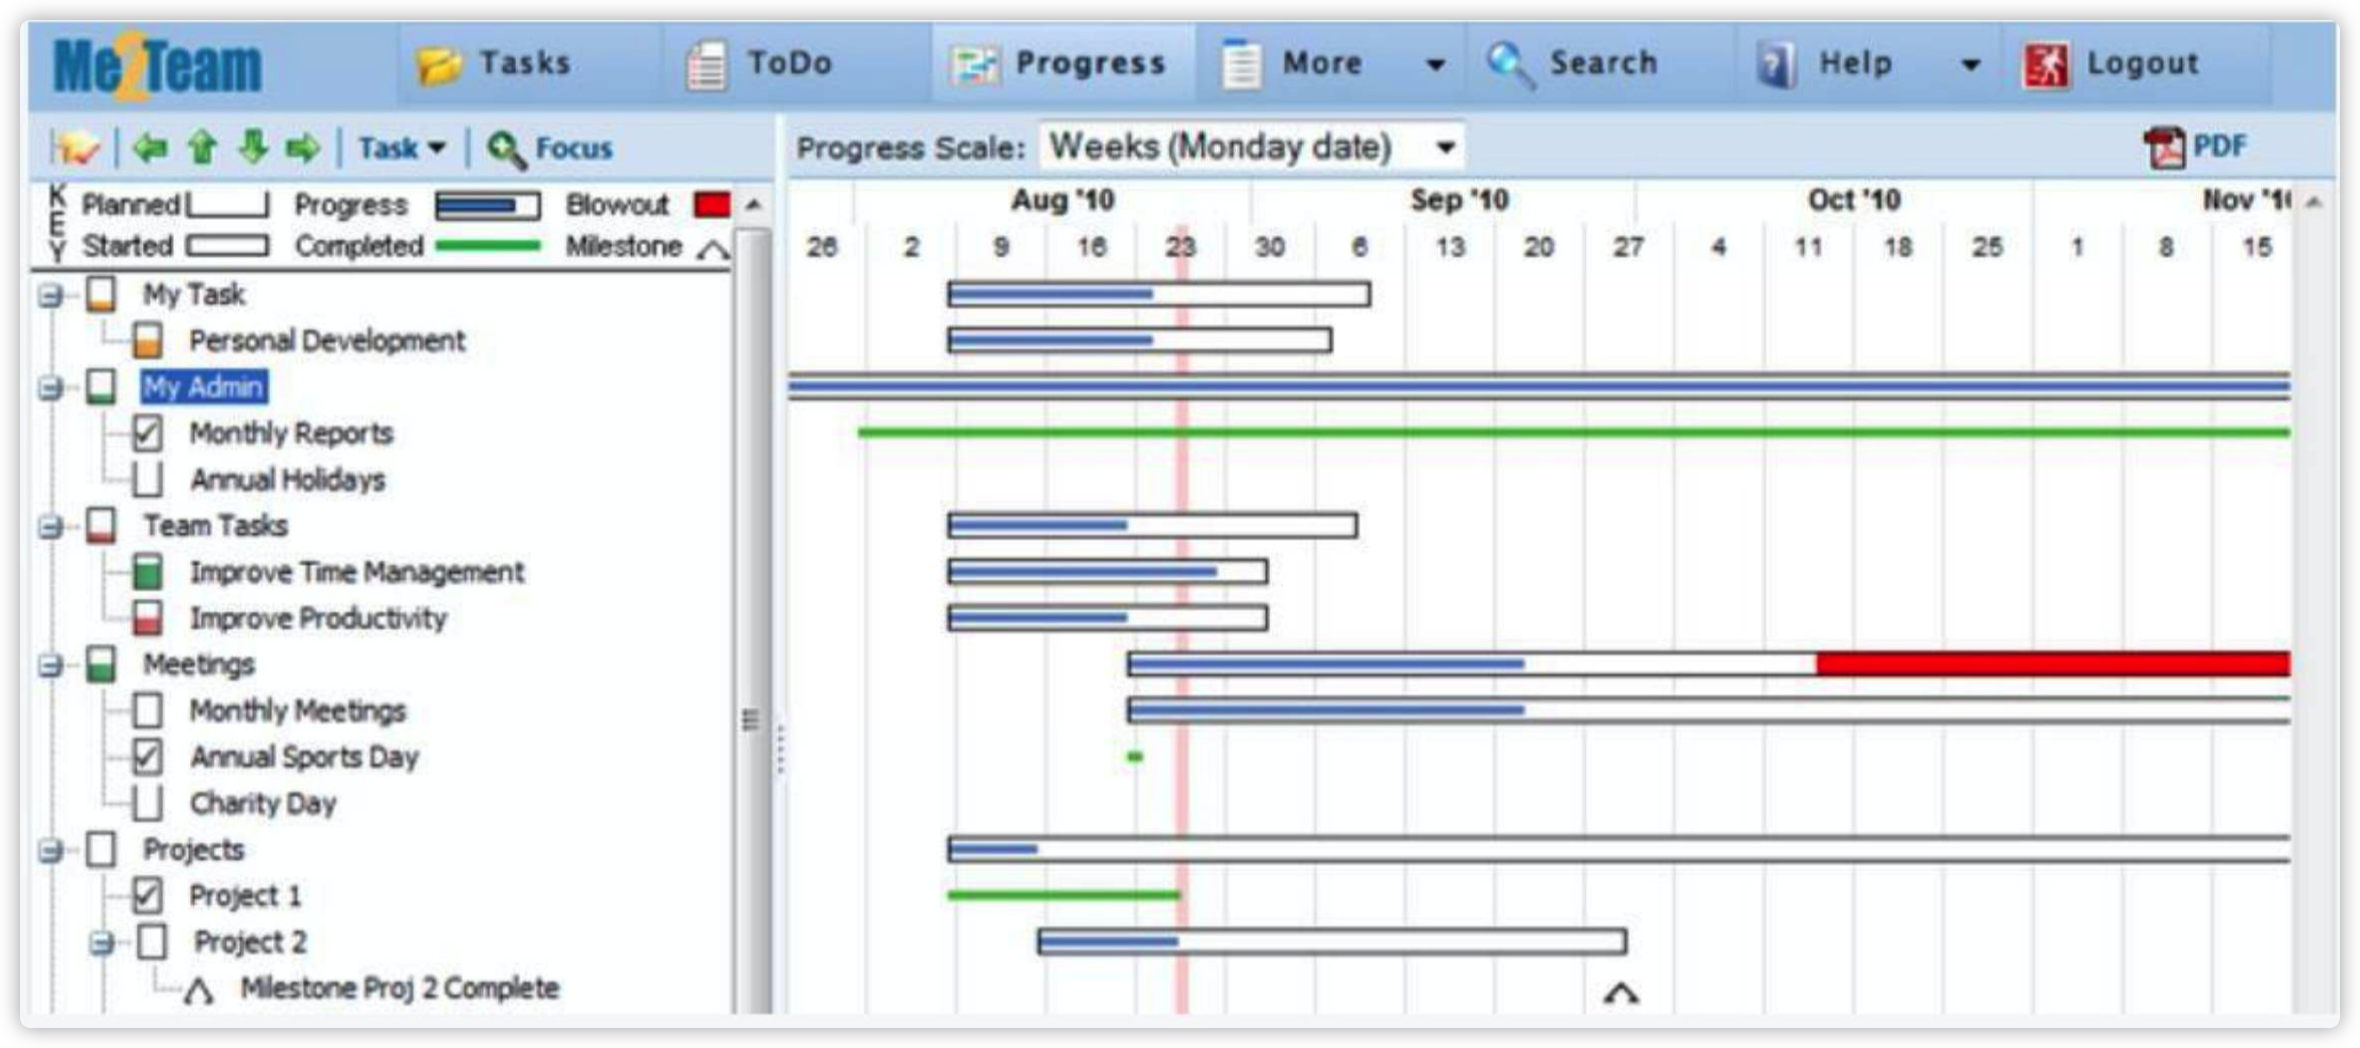 Me2Team Tasks ToDo Progress More Search Help Logout
Task Focus Progress Scale: Weeks (Monday date) PDF
KEY
Planned Progress Blowout
Started Completed Milestone
Aug '10 Sep '10 Oct '10 Nov '10
26 2 9 16 23 30 6 13 20 27 4 11 18 25 1 8 15
My Task
Personal Development
My Admin
Monthly Reports
Annual Holidays
Team Tasks
Improve Time Management
Improve Productivity
Meetings
Monthly Meetings
Annual Sports Day
Charity Day
Projects
Project 1
Project 2
Milestone Proj 2 Complete